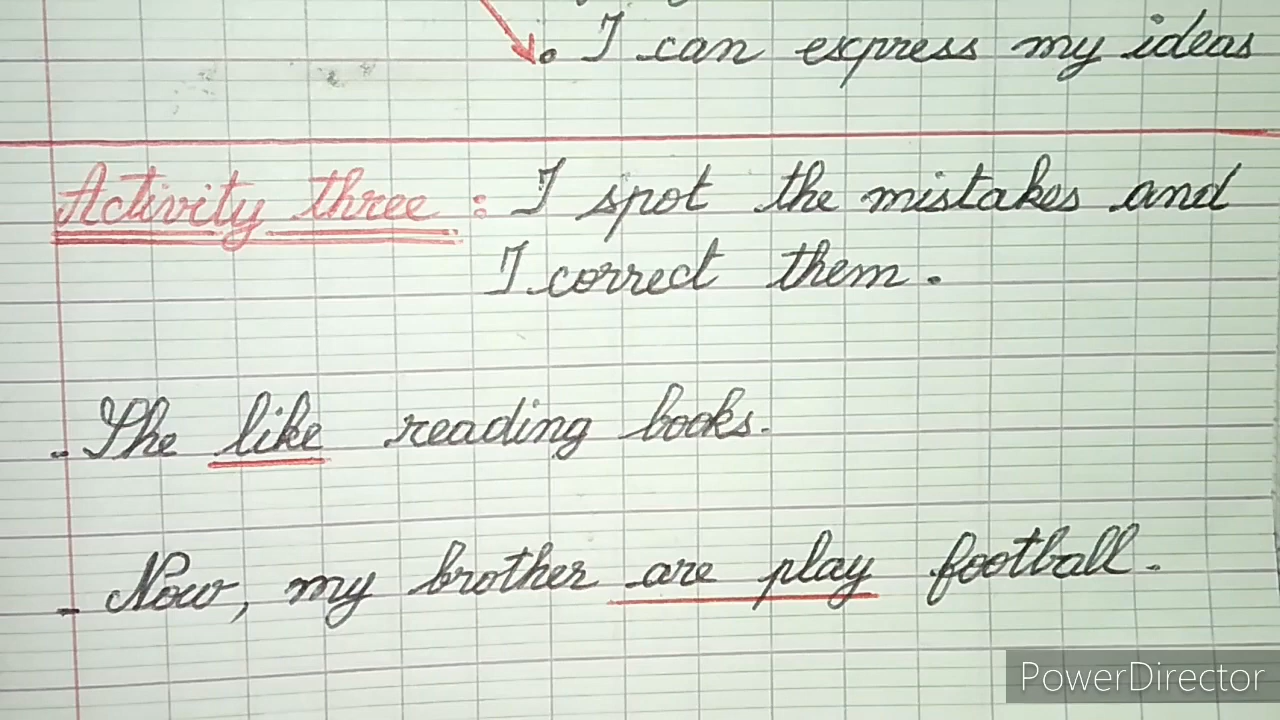 . I can express my ideas
Activity three : I spot the mistakes and
I correct them.
- She like reading books.
- Now, my brother are play football.
PowerDirector